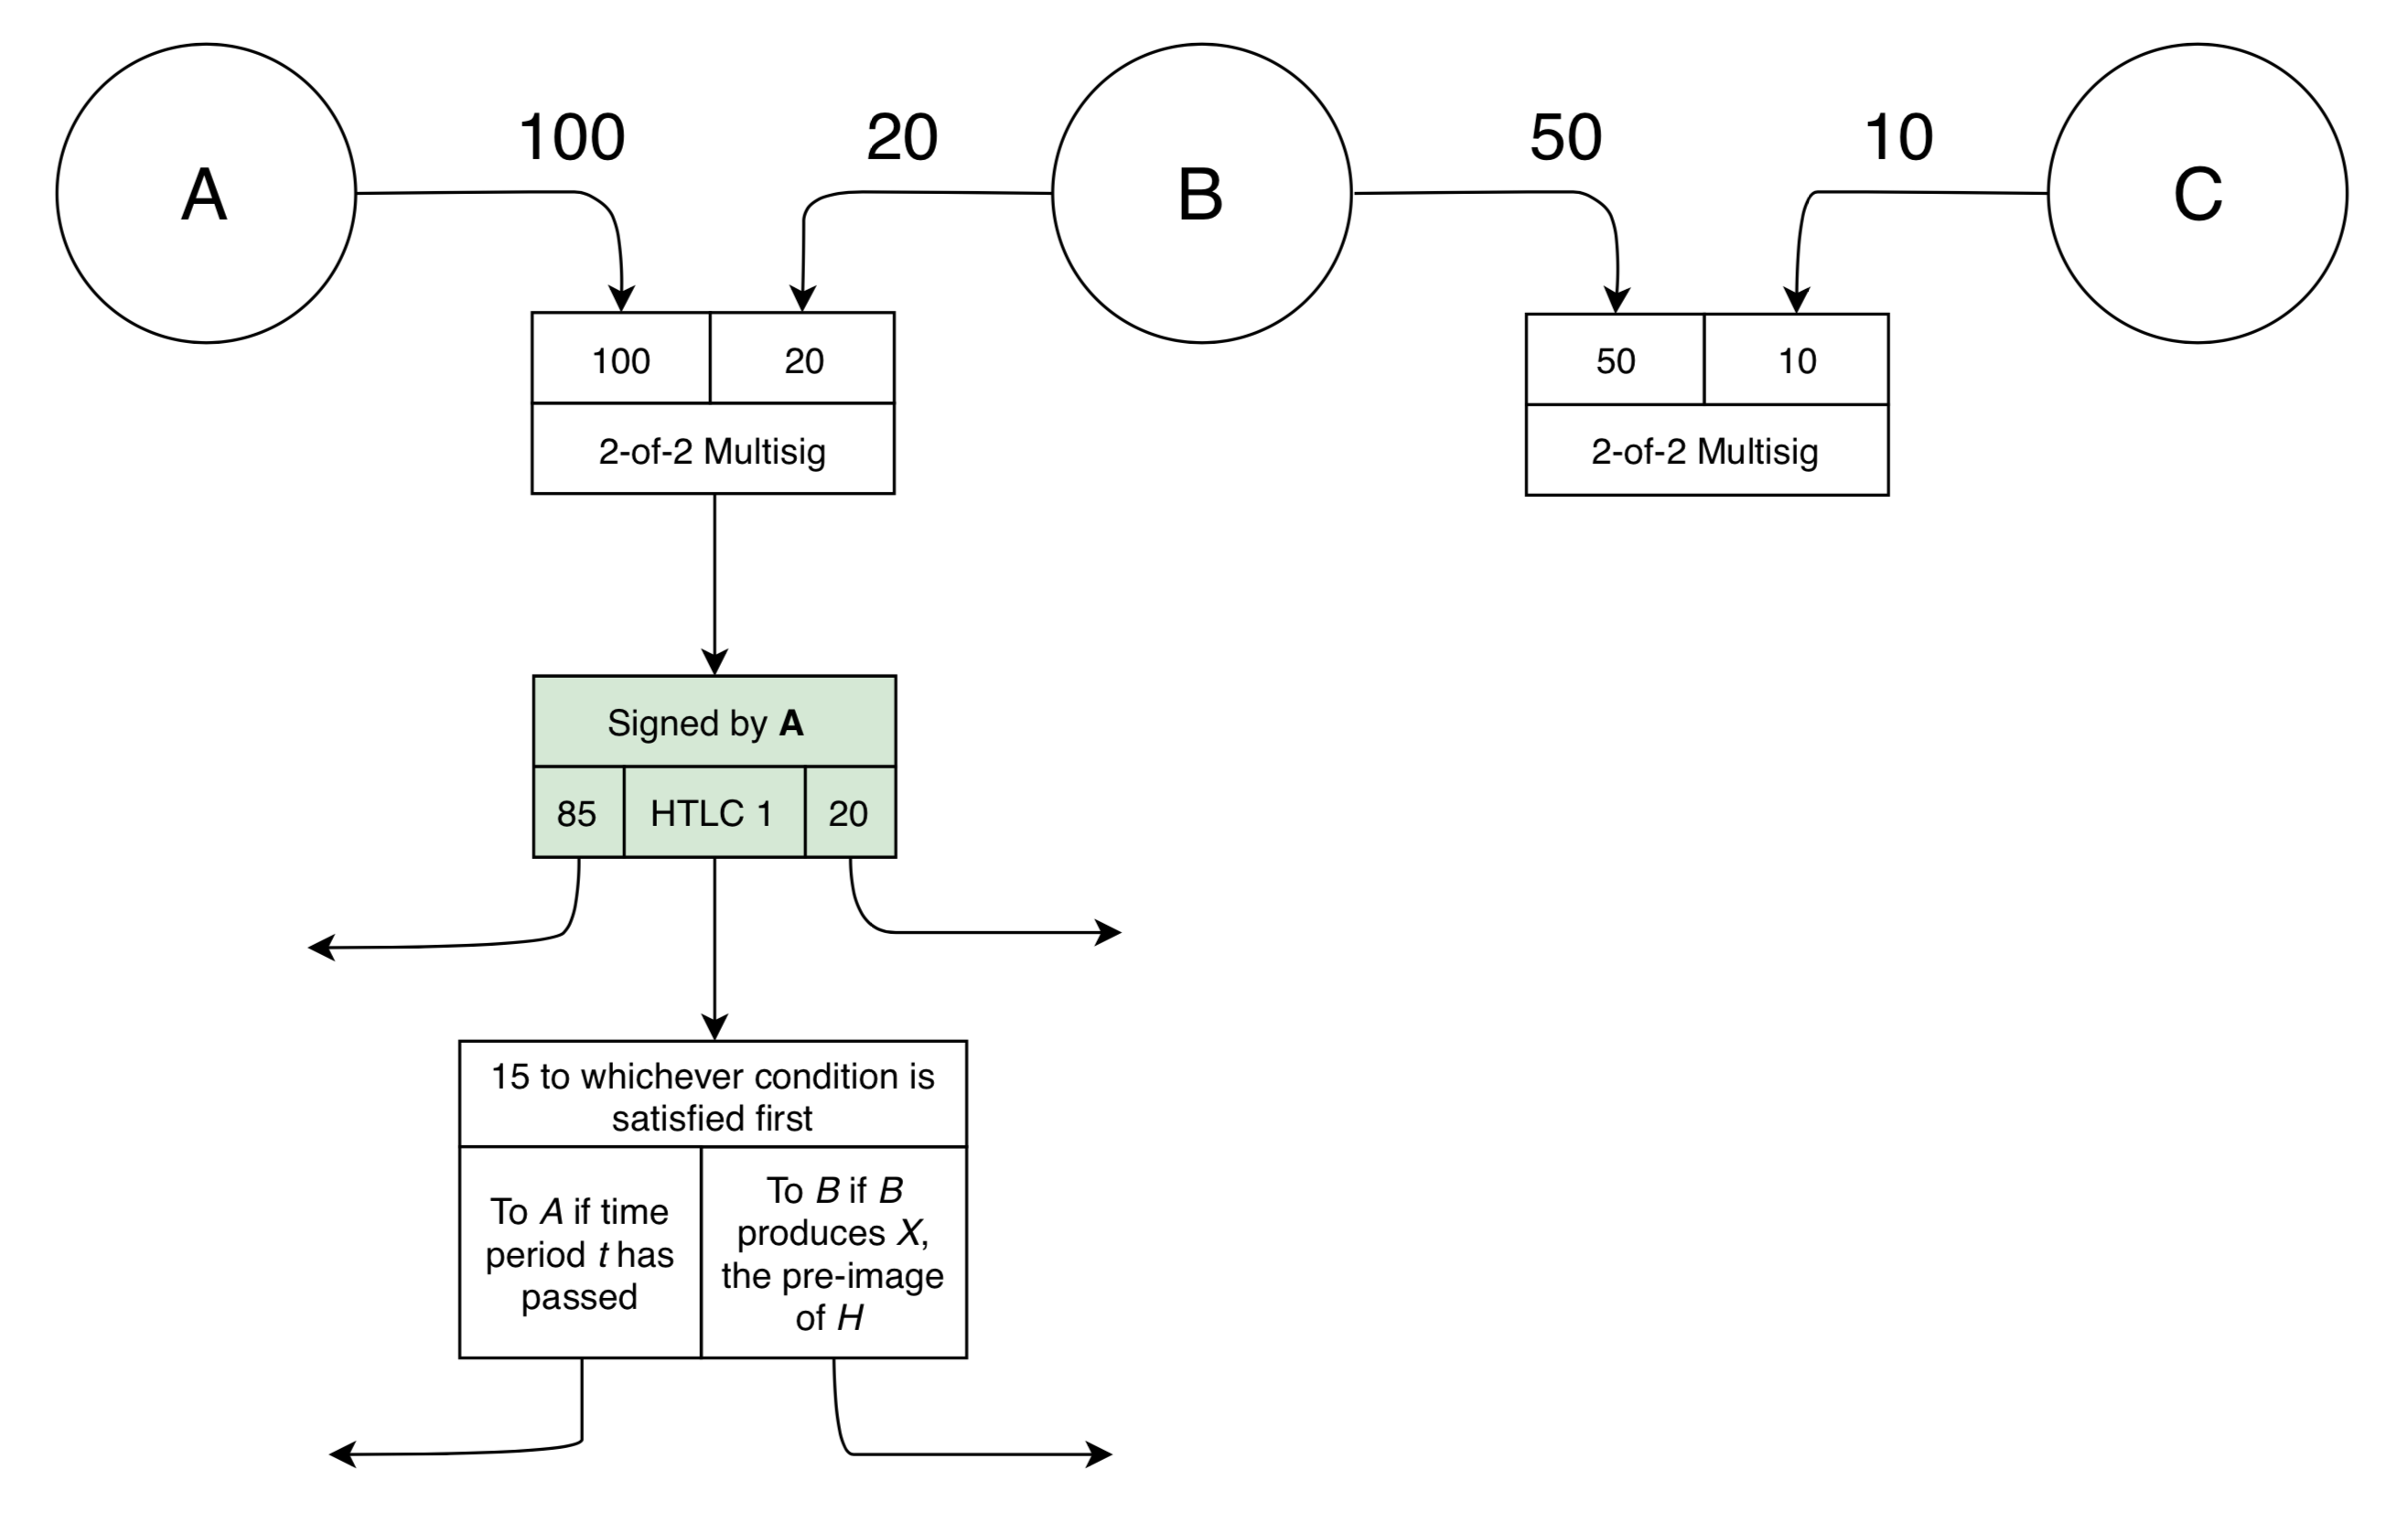 100
20
50
10
A
B
C
100
20
50
10
2-of-2 Multisig
2-of-2 Multisig
Signed by A
85
HTLC 1
20
15 to whichever condition is
satisfied first
To A if time
period t has
passed
To B if B
produces X,
the pre-image
of H